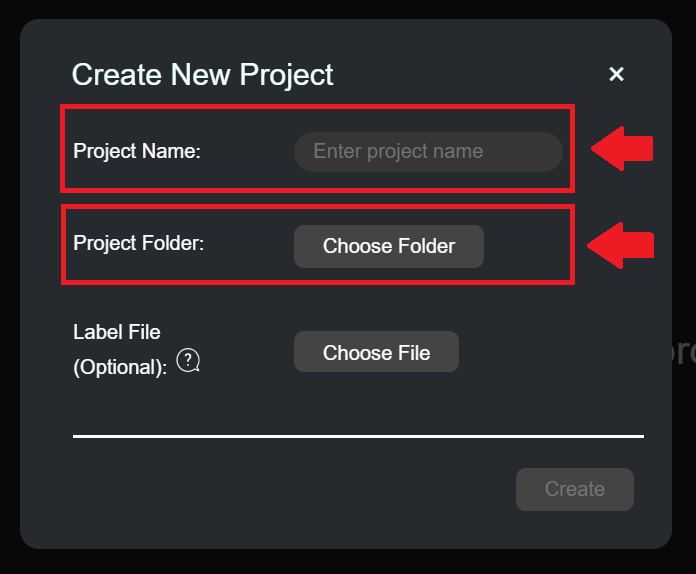 Create New Project ×
Project Name: Enter project name
Project Folder: Choose Folder
Label File
(Optional): ? Choose File
Create